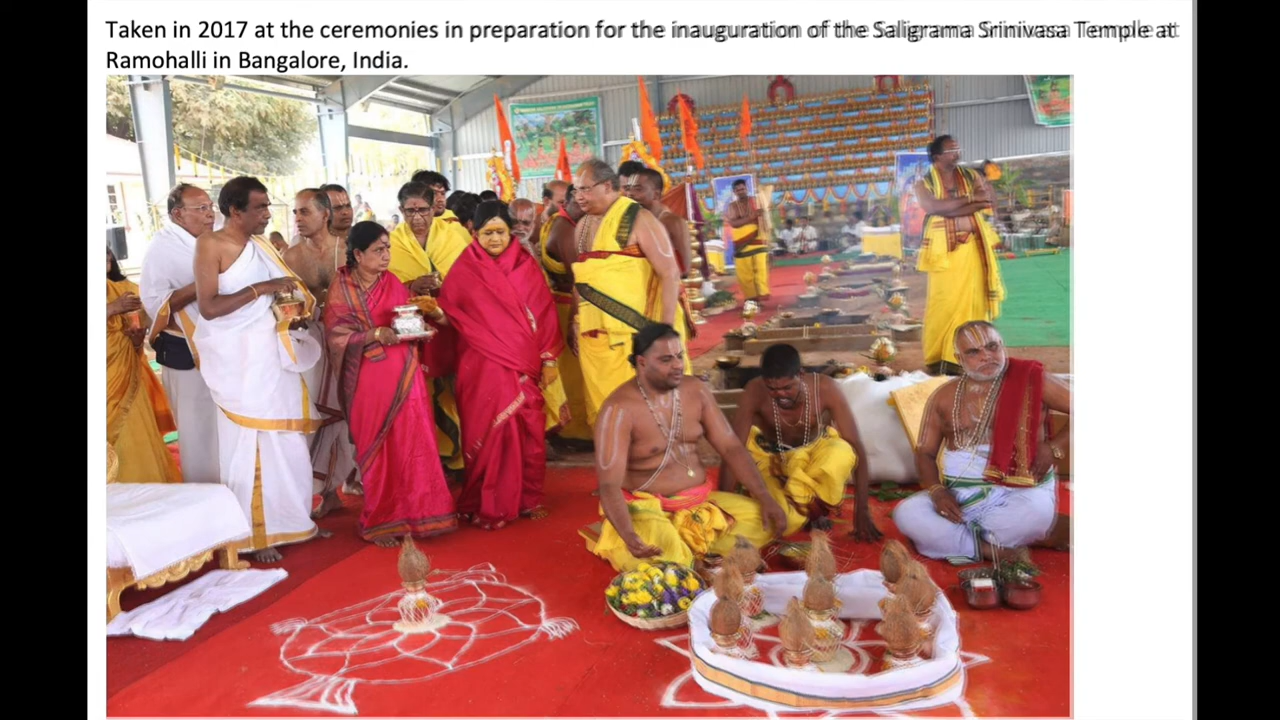 Taken in 2017 at the ceremonies in preparation for the inauguration of the Saligrama Srinivasa Temple at
Ramohalli in Bangalore, India.